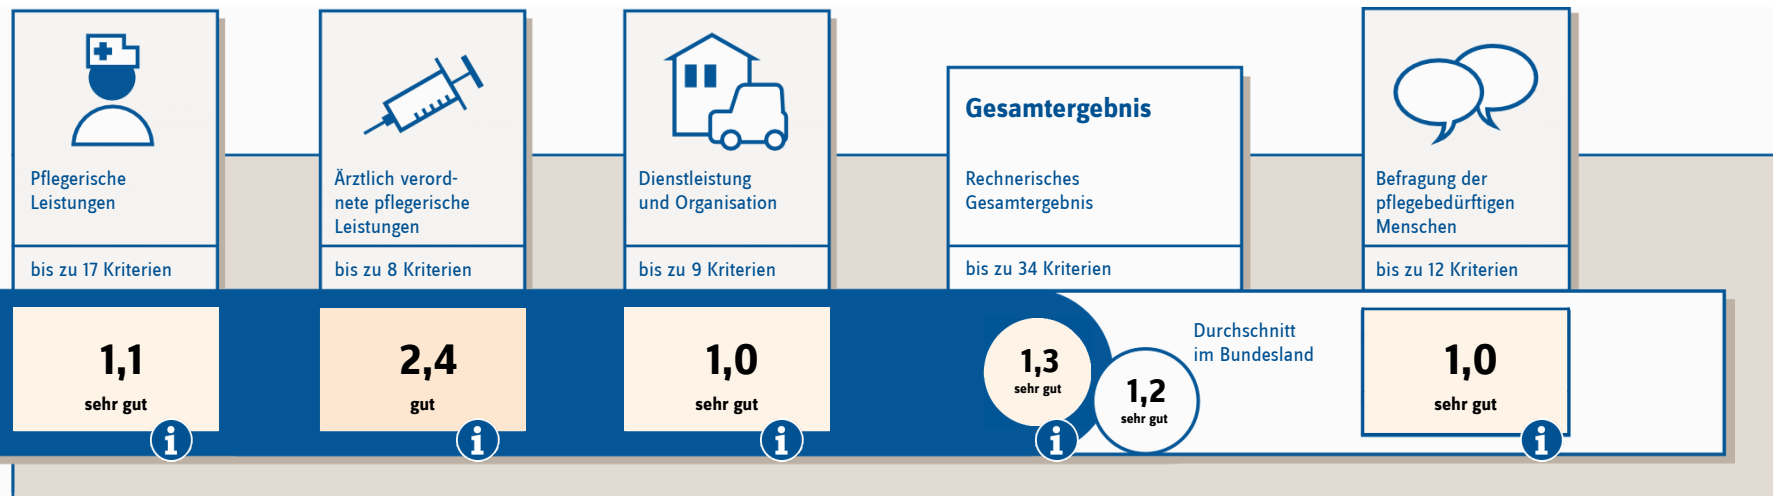 Pflegerische
Leistungen
bis zu 17 Kriterien
1,1
sehr gut
i
Ärztlich verord-
nete pflegerische
Leistungen
bis zu 8 Kriterien
2,4
gut
i
Dienstleistung
und Organisation
bis zu 9 Kriterien
1,0
sehr gut
i
Gesamtergebnis
Rechnerisches
Gesamtergebnis
bis zu 34 Kriterien
1,3
sehr gut
i
1,2
sehr gut
Durchschnitt
im Bundesland
Befragung der
pflegebedürftigen
Menschen
bis zu 12 Kriterien
1,0
sehr gut
i